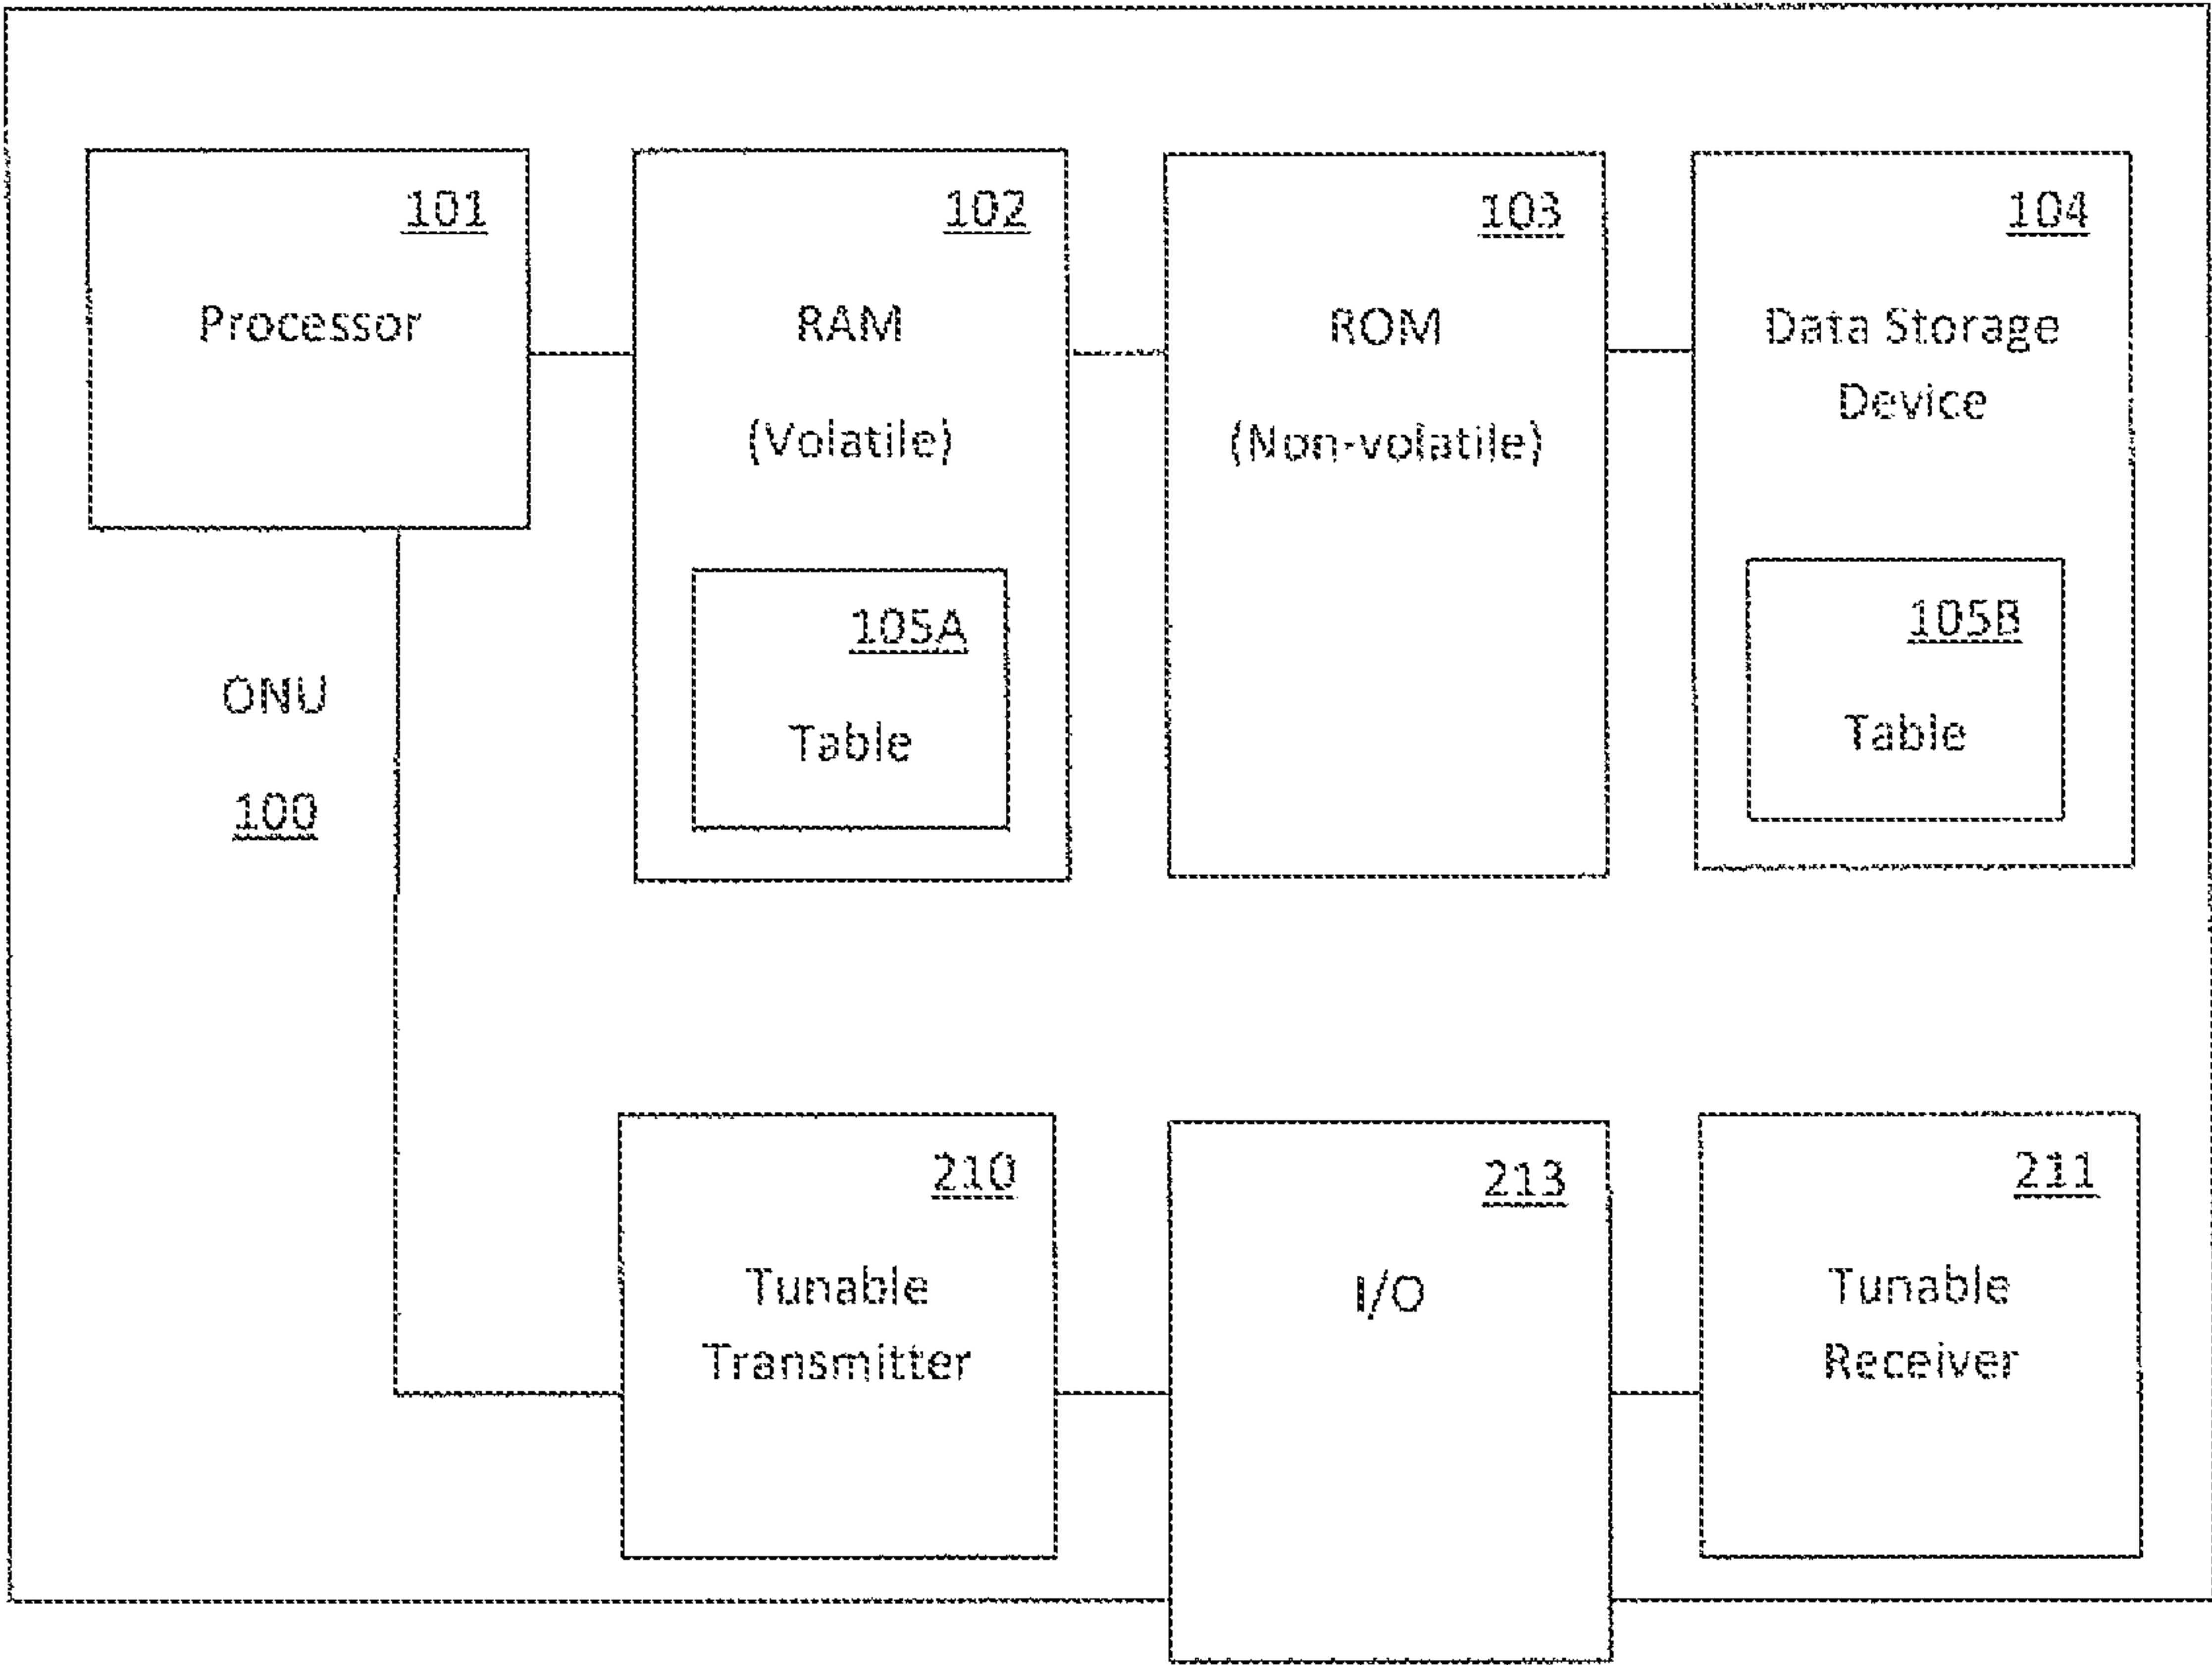 101
Processor
102
RAM
(Volatile)
105A
Table
103
ROM
(Non-volatile)
104
Data Storage
Device
105B
Table
ONU
100
210
Tunable
Transmitter
213
I/O
211
Tunable
Receiver